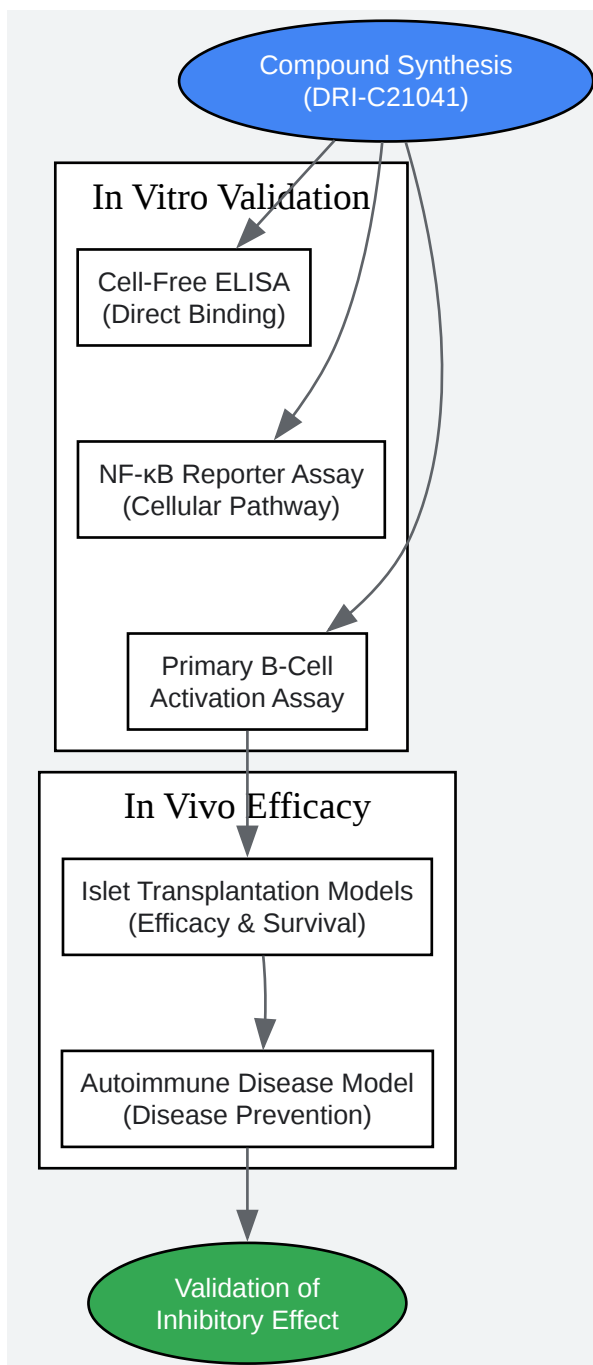 Compound Synthesis
(DRI-C21041)
In Vitro Validation
Cell-Free ELISA
(Direct Binding)
NF-κB Reporter Assay
(Cellular Pathway)
Primary B-Cell
Activation Assay
In Vivo Efficacy
Islet Transplantation Models
(Efficacy & Survival)
Autoimmune Disease Model
(Disease Prevention)
Validation of
Inhibitory Effect